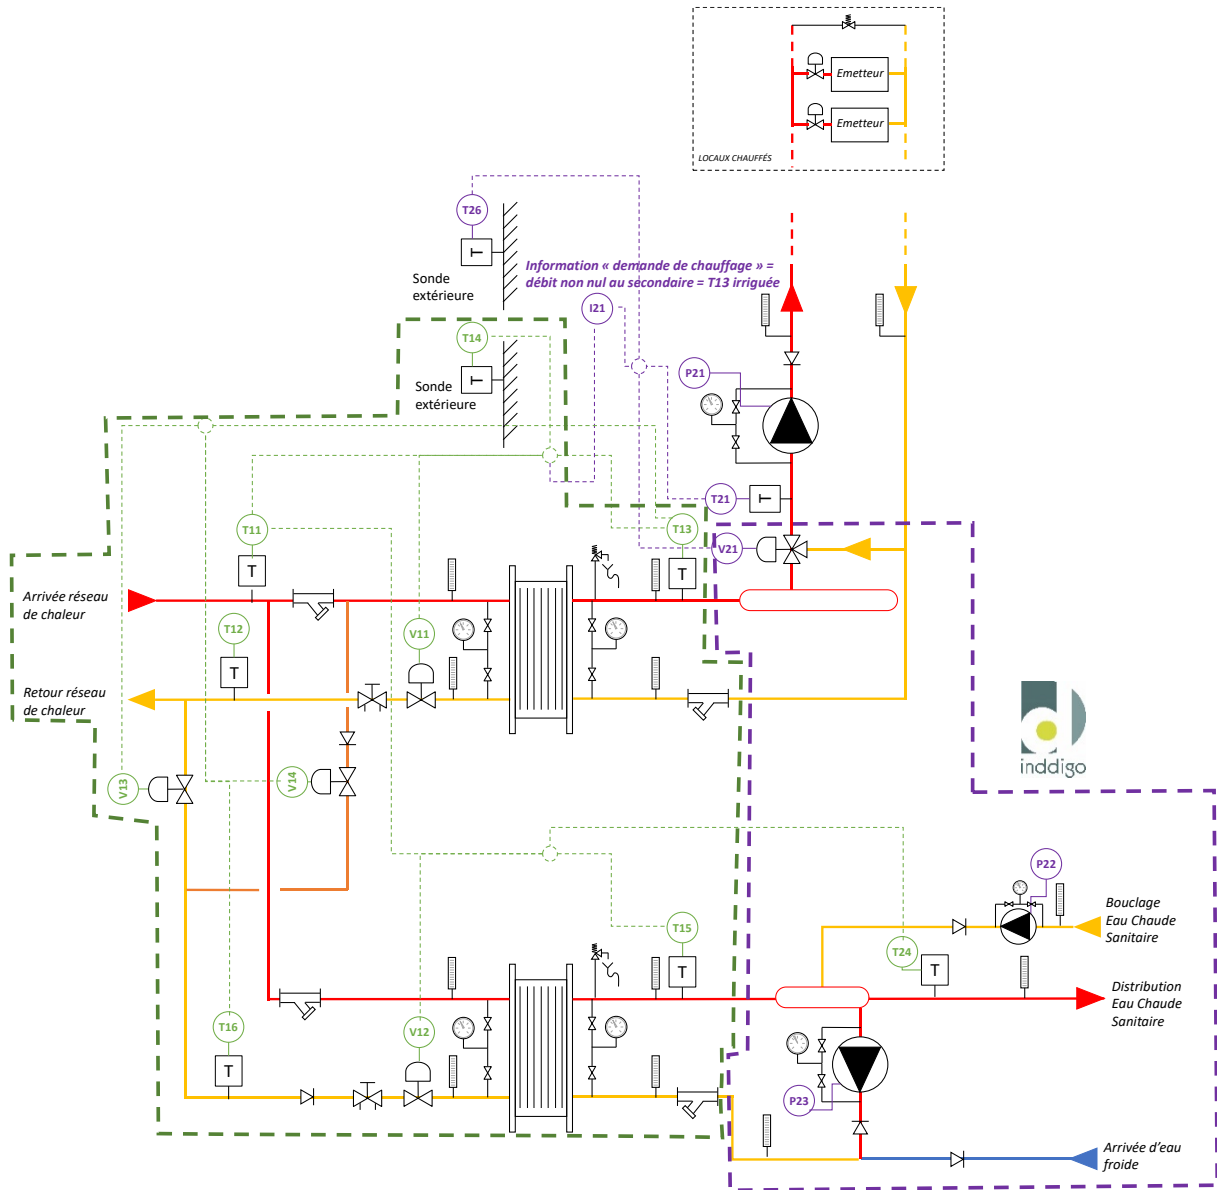 Emetteur
Emetteur
LOCAUX CHAUFFÉS
T26
T
Sonde
extérieure
Information « demande de chauffage » =
débit non nul au secondaire = T13 irriguée
I21
T14
T
Sonde
extérieure
P21
T21
T
T11
T
T13
T
V21
Arrivée réseau
de chaleur
T12
T
V11
Retour réseau
de chaleur
inddigo
V13
V14
P22
Bouclage
Eau Chaude
Sanitaire
T15
T
T24
T
Distribution
Eau Chaude
Sanitaire
T16
T
V12
P23
Arrivée d'eau
froide